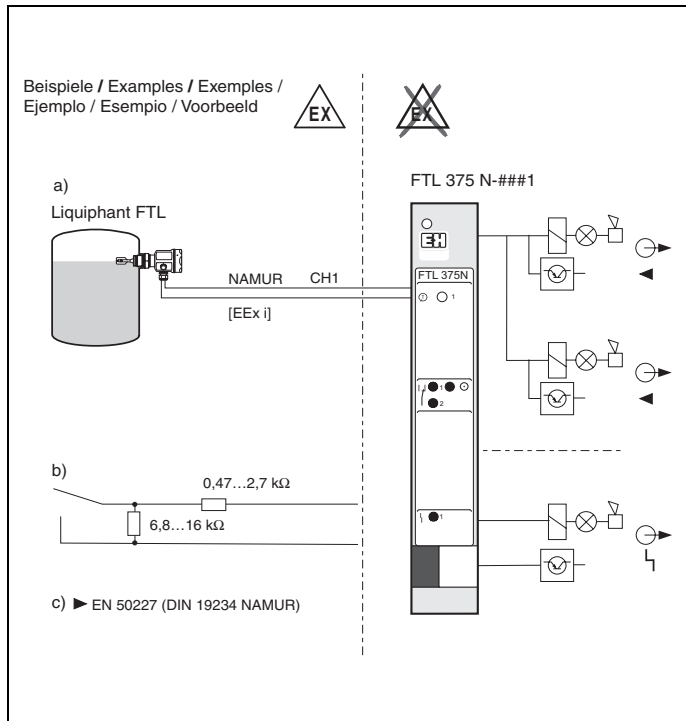 Beispiele / Examples / Exemples /
Ejemplo / Esempio / Voorbeeld
EX
EX
a)
Liquiphant FTL
FTL 375 N-###1
NAMUR CH1
[EEx i]
FTL 375N
1
1
2
b)
0,47...2,7 kΩ
6,8...16 kΩ
1
c) ► EN 50227 (DIN 19234 NAMUR)